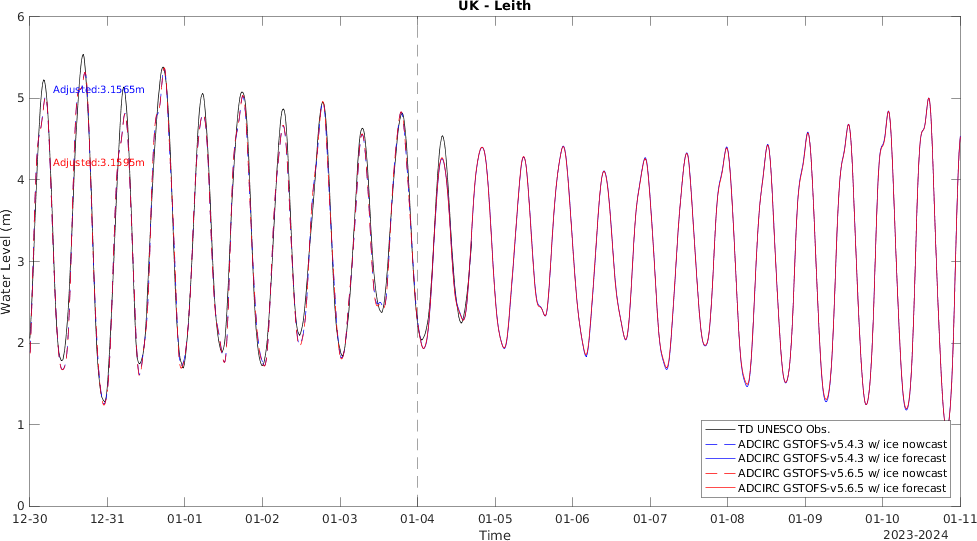 UK - Leith
6
5
4
3
2
1
0
Water Level (m)
Adjusted:3.1565m
Adjusted:3.1595m
TD UNESCO Obs.
ADCIRC GSTOFS-v5.4.3 w/ ice nowcast
ADCIRC GSTOFS-v5.4.3 w/ ice forecast
ADCIRC GSTOFS-v5.6.5 w/ ice nowcast
ADCIRC GSTOFS-v5.6.5 w/ ice forecast
12-30 12-31 01-01 01-02 01-03 01-04 01-05 01-06 01-07 01-08 01-09 01-10 01-11
Time
2023-2024